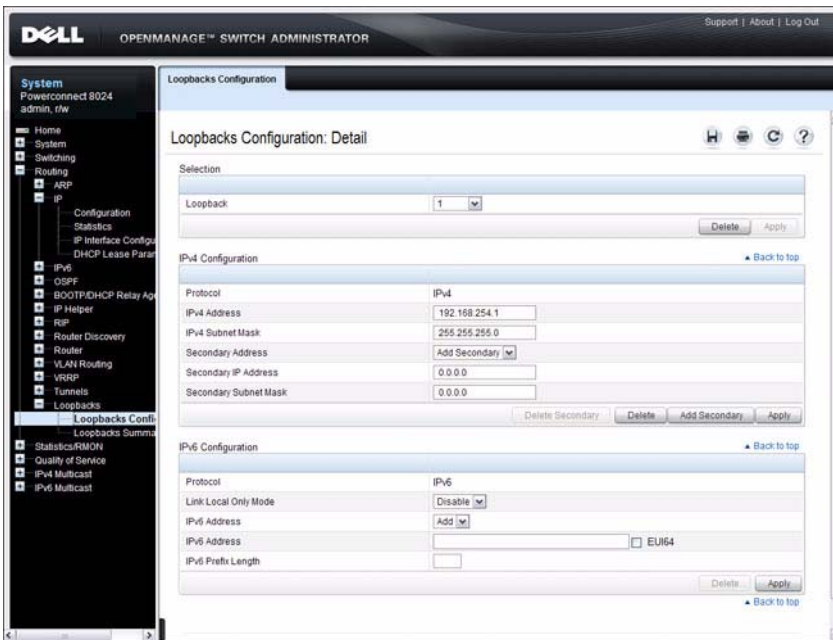 Support | About | Log Out
DELL OPENMANAGE™ SWITCH ADMINISTRATOR
System
Powerconnect 8024
admin, r/w
Home
System
Switching
Routing
ARP
IP
Configuration
Statistics
IP Interface Configu
DHCP Lease Parar
IPv6
OSPF
BOOTP/DHCP Relay Age
IP Helper
RIP
Router Discovery
Router
VLAN Routing
VRRP
Tunnels
Loopbacks
Loopbacks Confi
Loopbacks Summa
Statistics/RMON
Quality of Service
IPv4 Multicast
IPv6 Multicast
Loopbacks Configuration
Loopbacks Configuration: Detail
Selection
Loopback 1
Delete Apply
IPv4 Configuration Back to top
Protocol IPv4
IPv4 Address 192.168.254.1
IPv4 Subnet Mask 255.255.255.0
Secondary Address Add Secondary
Secondary IP Address 0.0.0.0
Secondary Subnet Mask 0.0.0.0
Delete Secondary Delete Add Secondary Apply
IPv6 Configuration Back to top
Protocol IPv6
Link Local Only Mode Disable
IPv6 Address Add
IPv6 Address EUI64
IPv6 Prefix Length
Delete Apply
Back to top